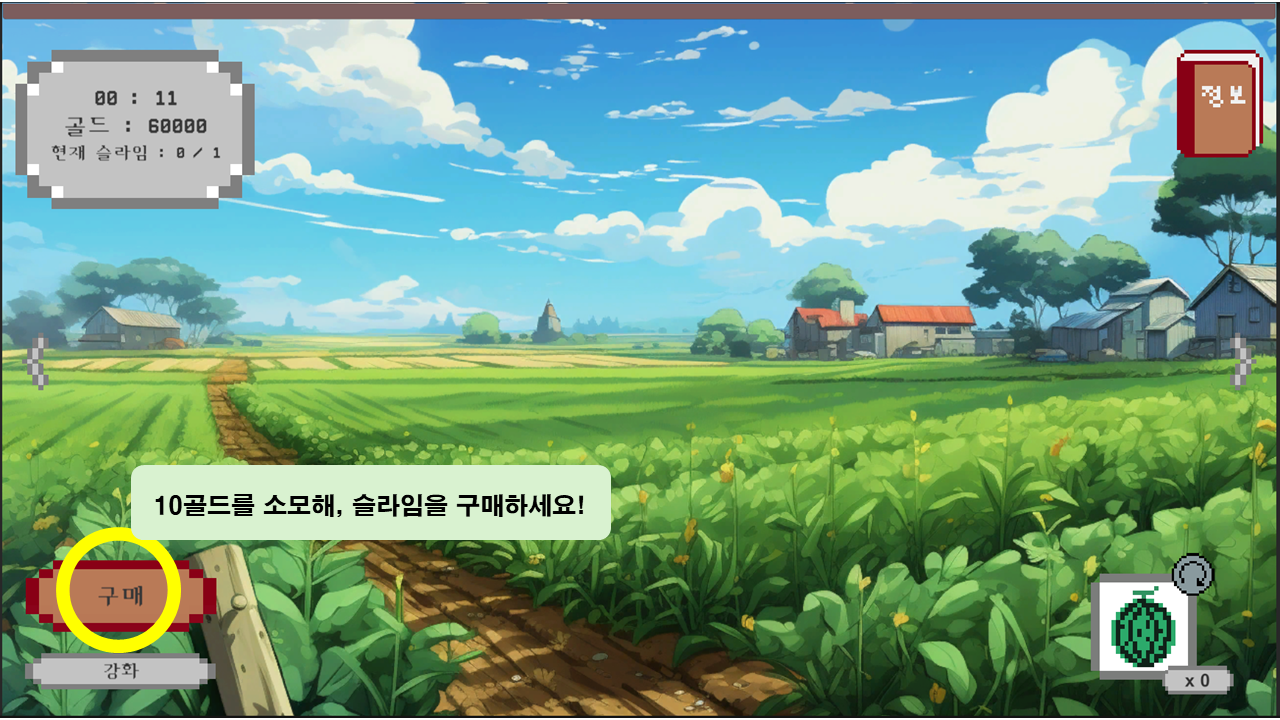 00 : 11
골드 : 60000
현재 슬라임 : 0 / 1
정보
10골드를 소모해, 슬라임을 구매하세요!
구매
강화
x 0